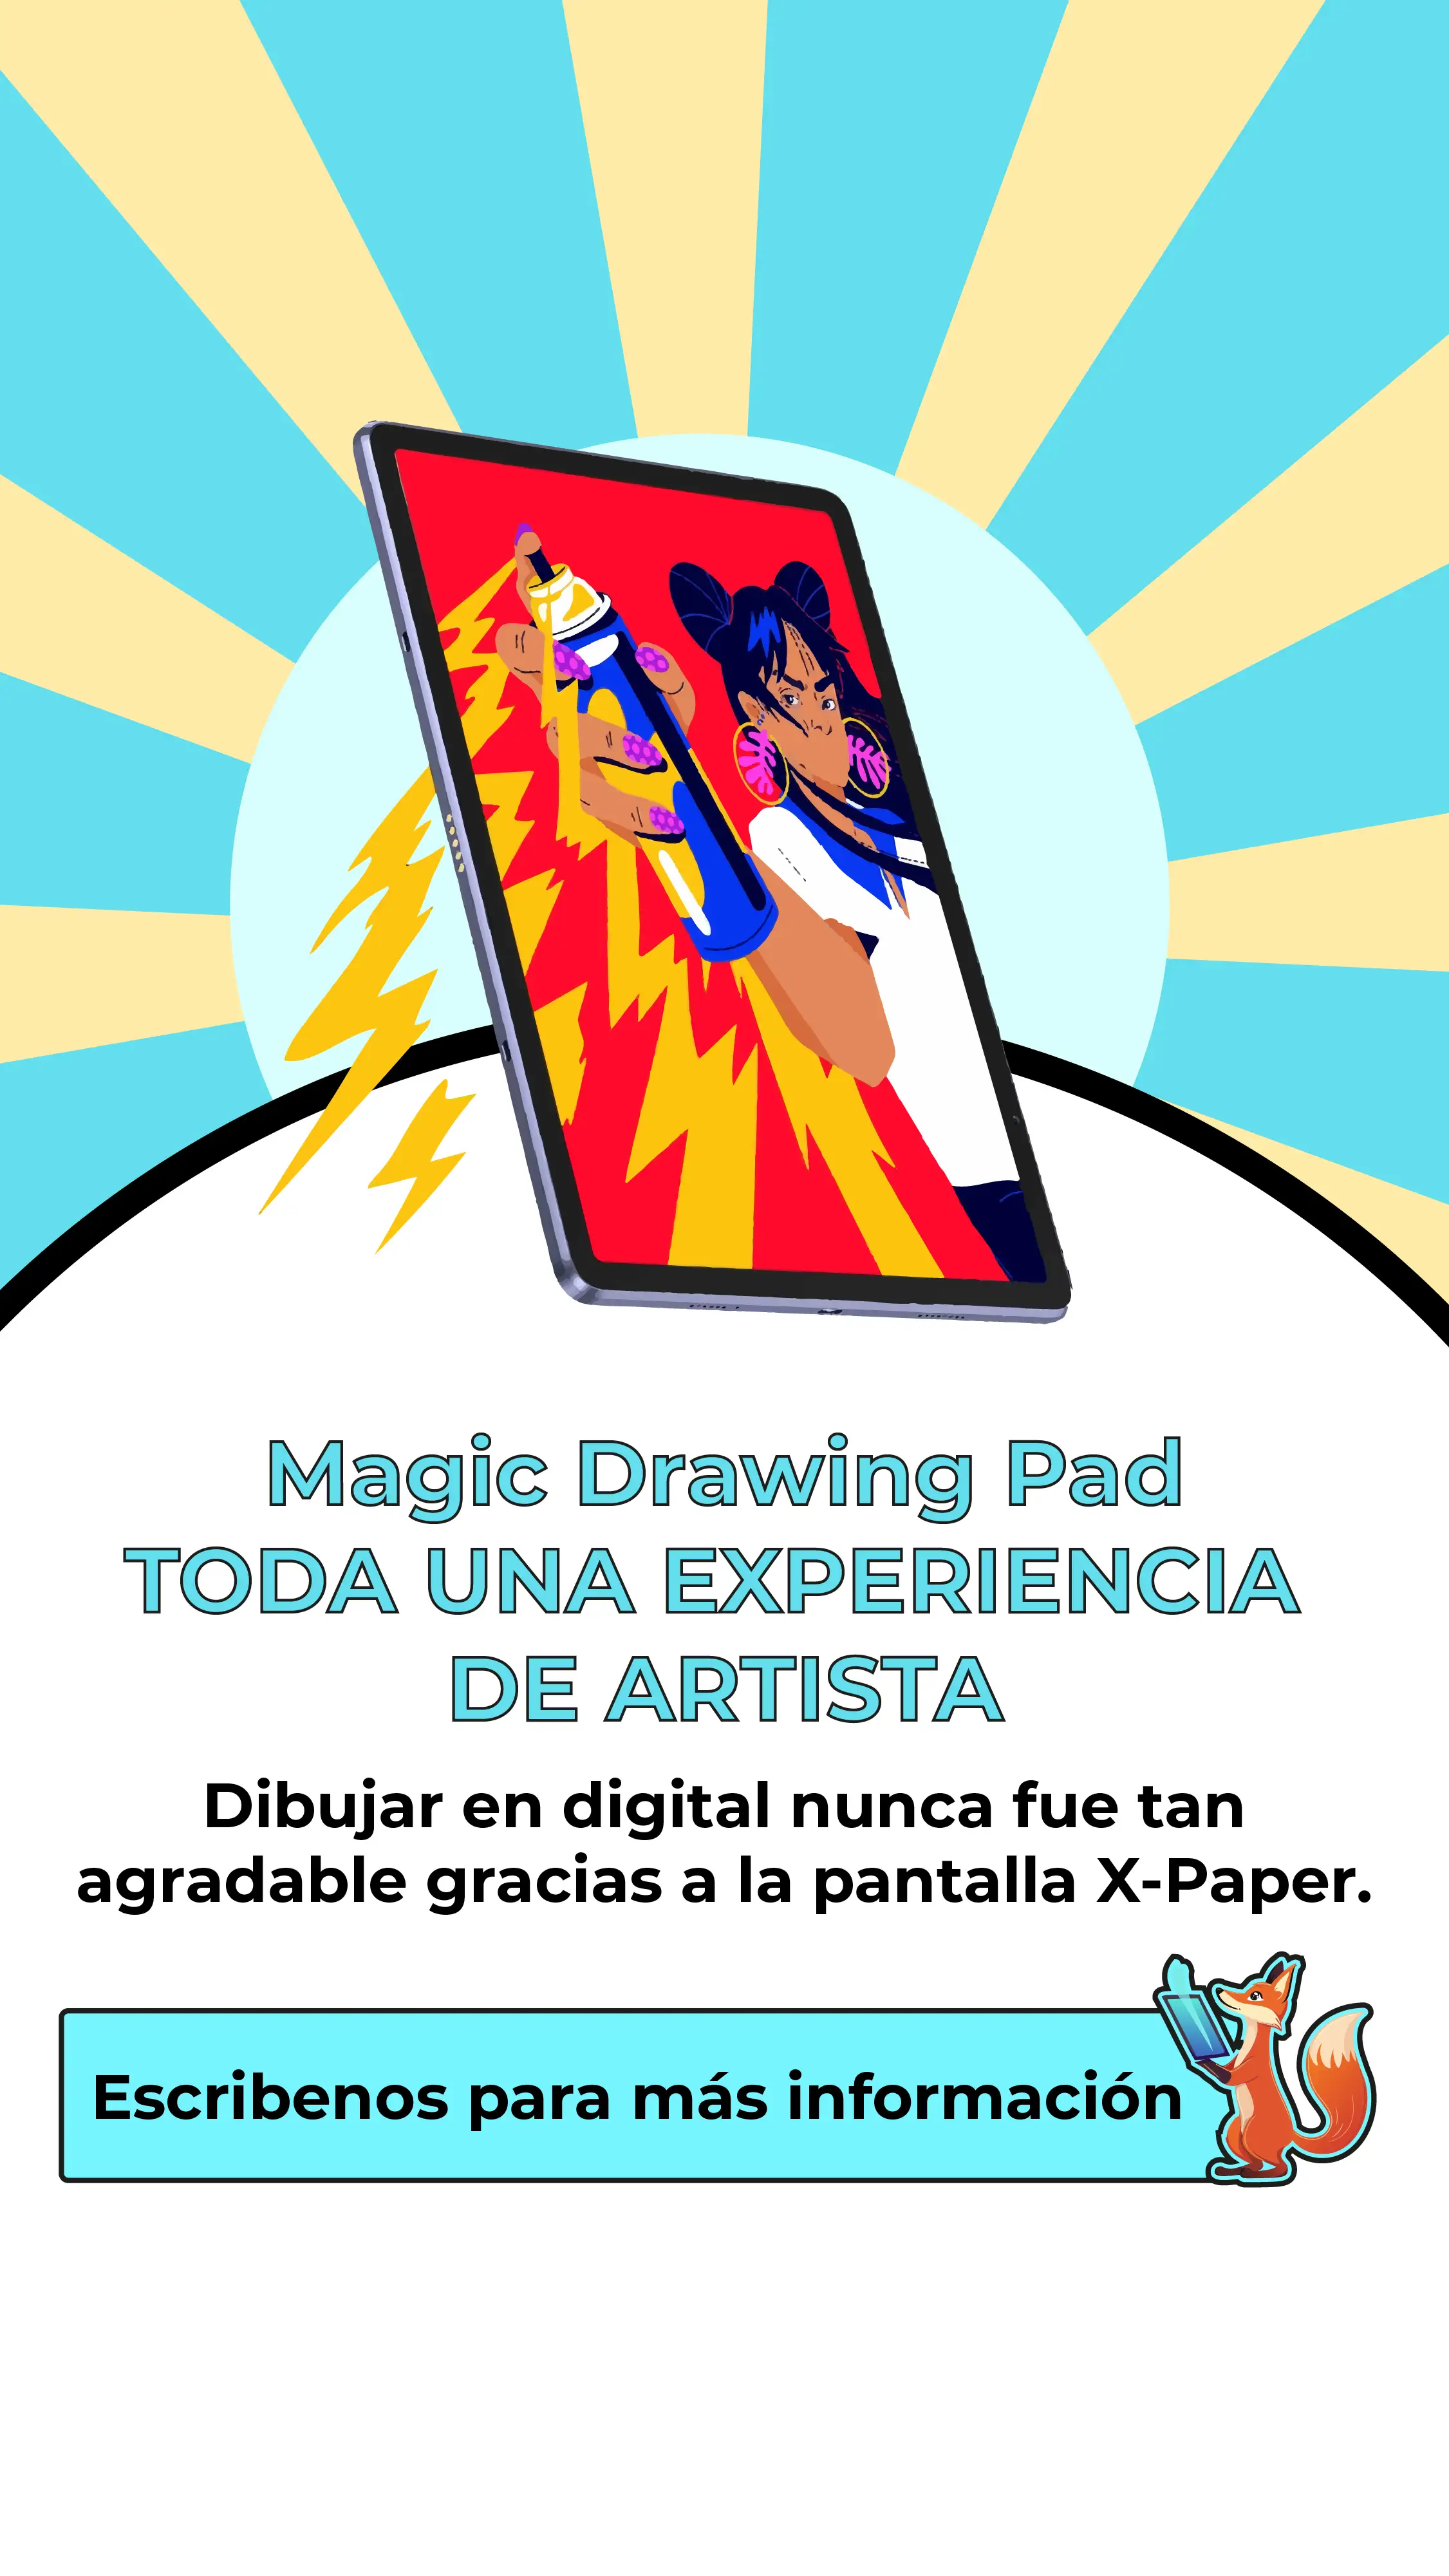 Magic Drawing Pad
TODA UNA EXPERIENCIA
DE ARTISTA
Dibujar en digital nunca fue tan
agradable gracias a la pantalla X-Paper.
Escribenos para más información